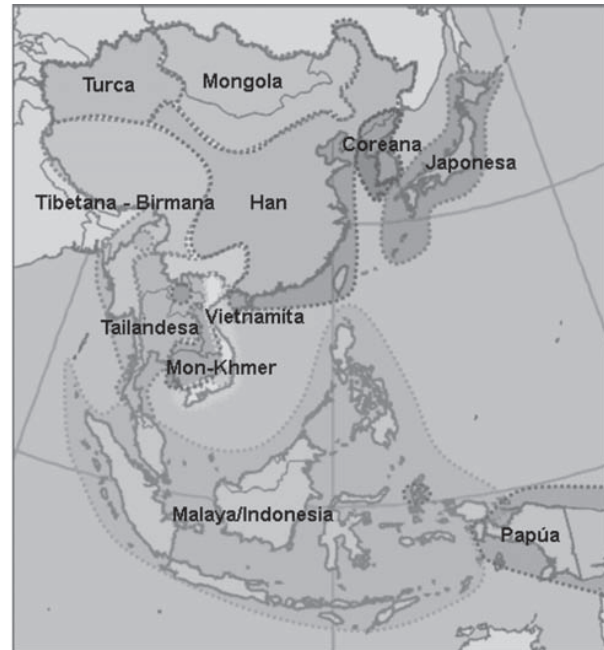 Turca
Mongola
Coreana
Japonesa
Tibetana - Birmana
Han
Vietnamita
Tailandesa
Mon-Khmer
Malaya/Indonesia
Papúa